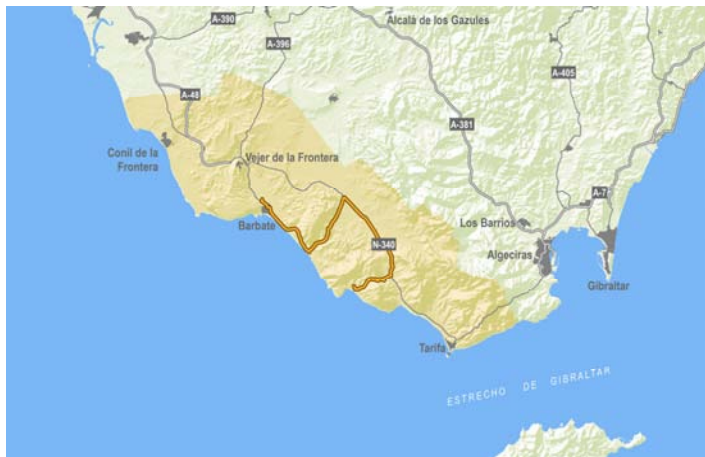 A-390
Alcalá de los Gazules
A-396
A-405
A-48
A-381
Conil de la
Frontera
Vejer de la Frontera
A-7
Barbate
Los Barrios
N-340
Algeciras
Gibraltar
Tarifa
ESTRECHO DE GIBRALTAR